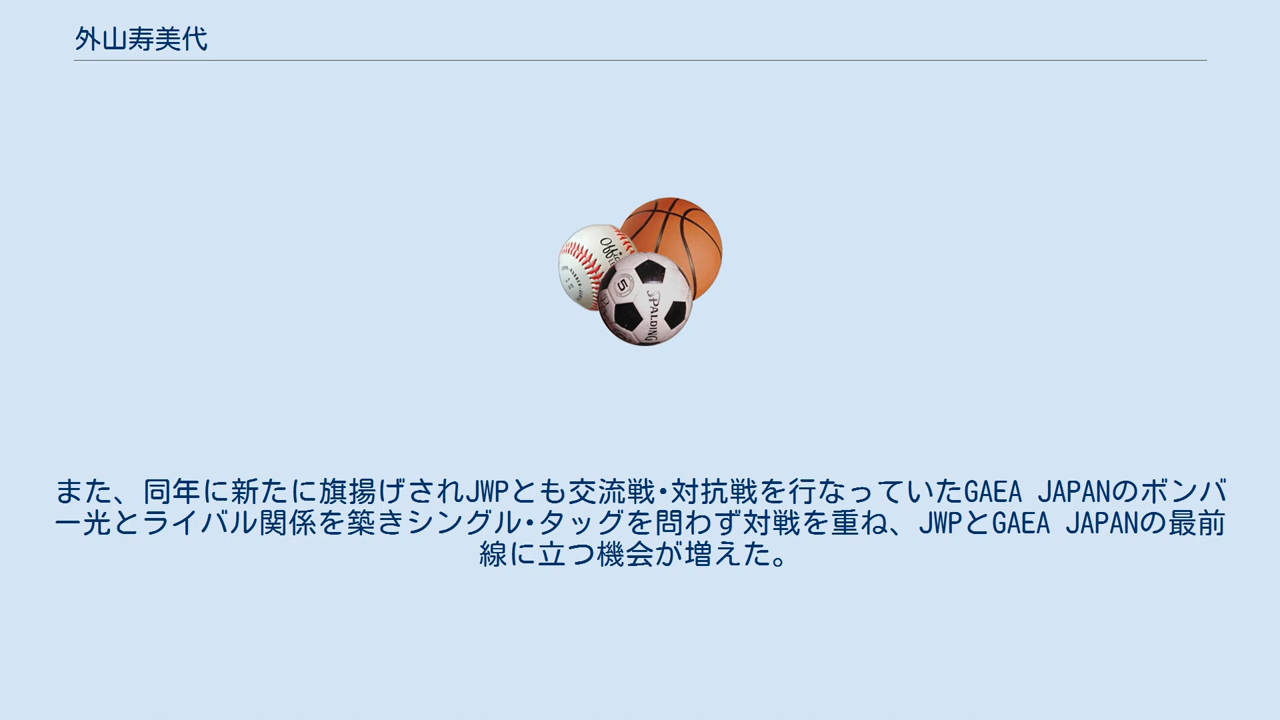 外山寿美代
Offic
5
SPALDING
また、同年に新たに旗揚げされJWPとも交流戦･対抗戦を行なっていたGAEA JAPANのボンバ
ー光とライバル関係を築きシングル･タッグを問わず対戦を重ね、JWPとGAEA JAPANの最前
線に立つ機会が増えた。